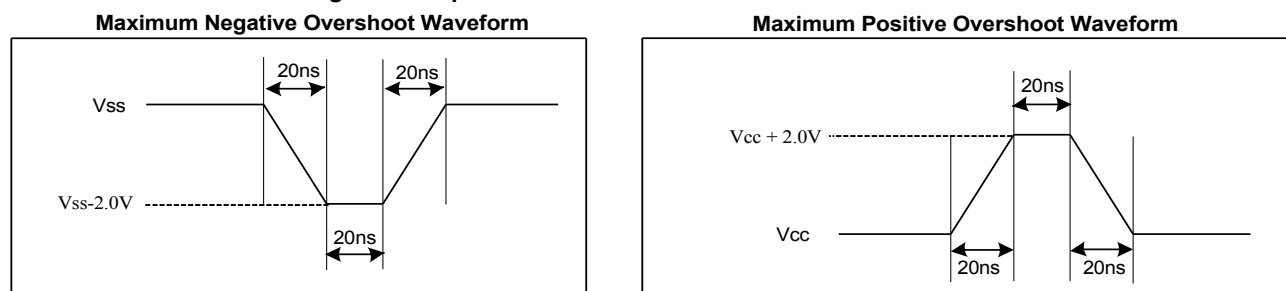 Maximum Negative Overshoot Waveform
20ns
20ns
Vss
Vss-2.0V
20ns
Maximum Positive Overshoot Waveform
20ns
Vcc + 2.0V
Vcc
20ns
20ns